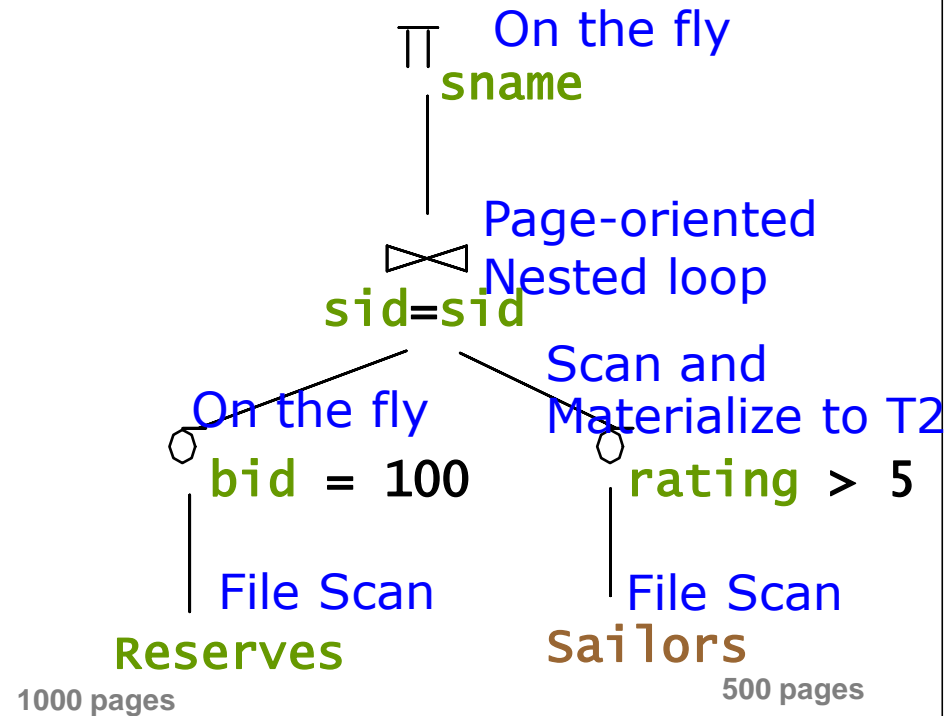 On the fly
sname
Page-oriented
Nested loop
sid=sid
Scan and
Materialize to T2
On the fly
bid = 100
rating > 5
File Scan
File Scan
Reserves
Sailors
1000 pages
500 pages